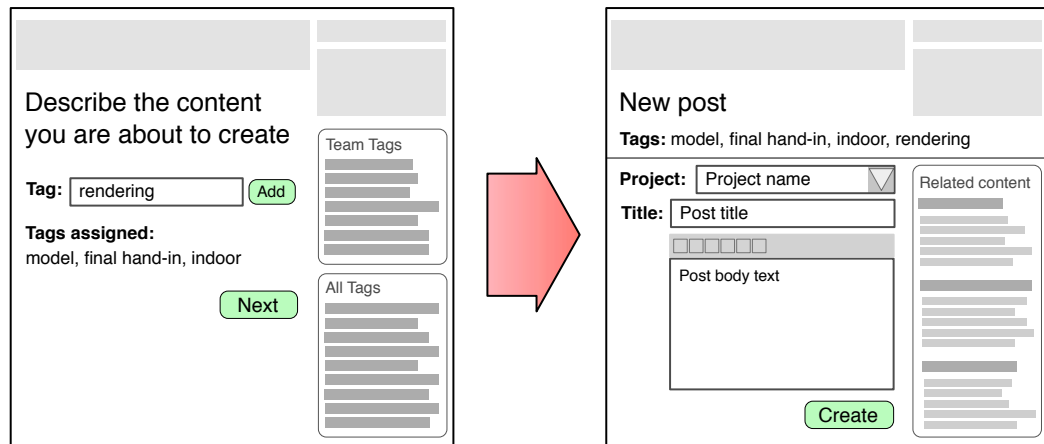 Describe the content
you are about to create
Tag: rendering Add
Tags assigned:
model, final hand-in, indoor
Next
Team Tags
All Tags
New post
Tags: model, final hand-in, indoor, rendering
Project: Project name
Title: Post title
Post body text
Create
Related content